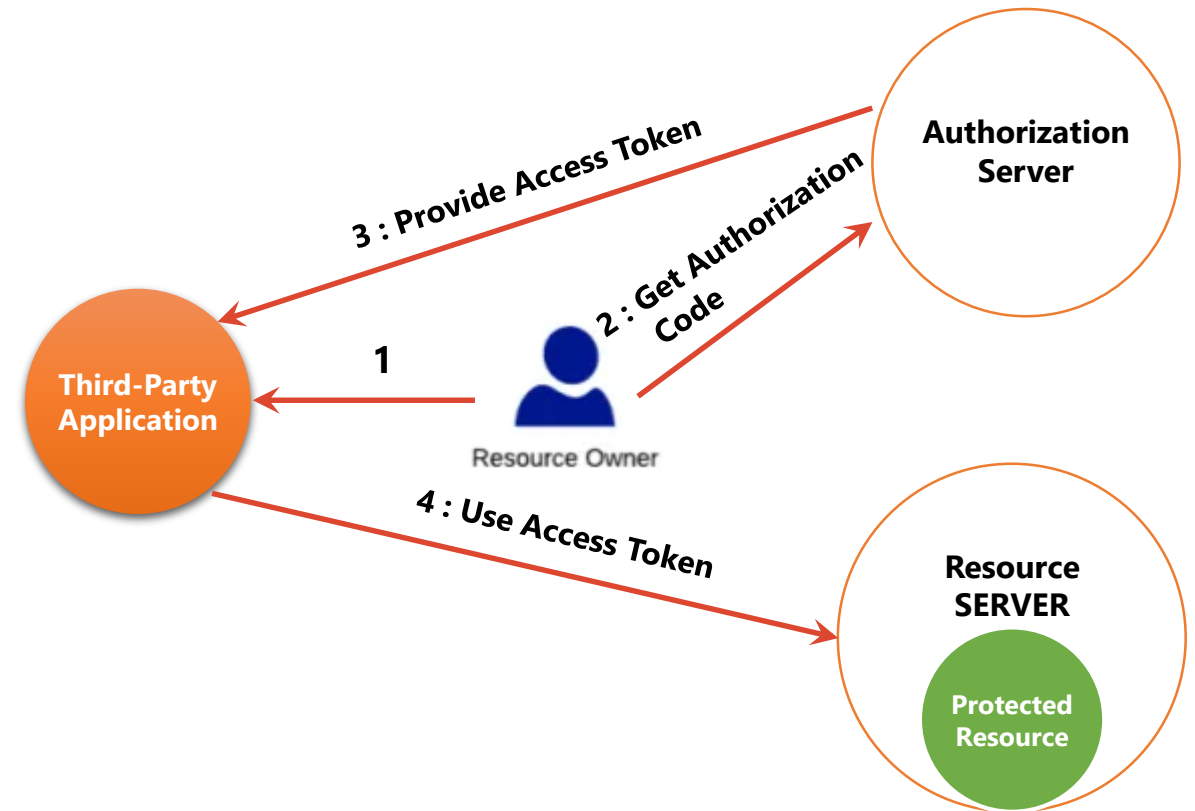 Authorization
Server
3 : Provide Access Token
2 : Get Authorization
Code
1
Third-Party
Application
Resource Owner
4 : Use Access Token
Resource
SERVER
Protected
Resource